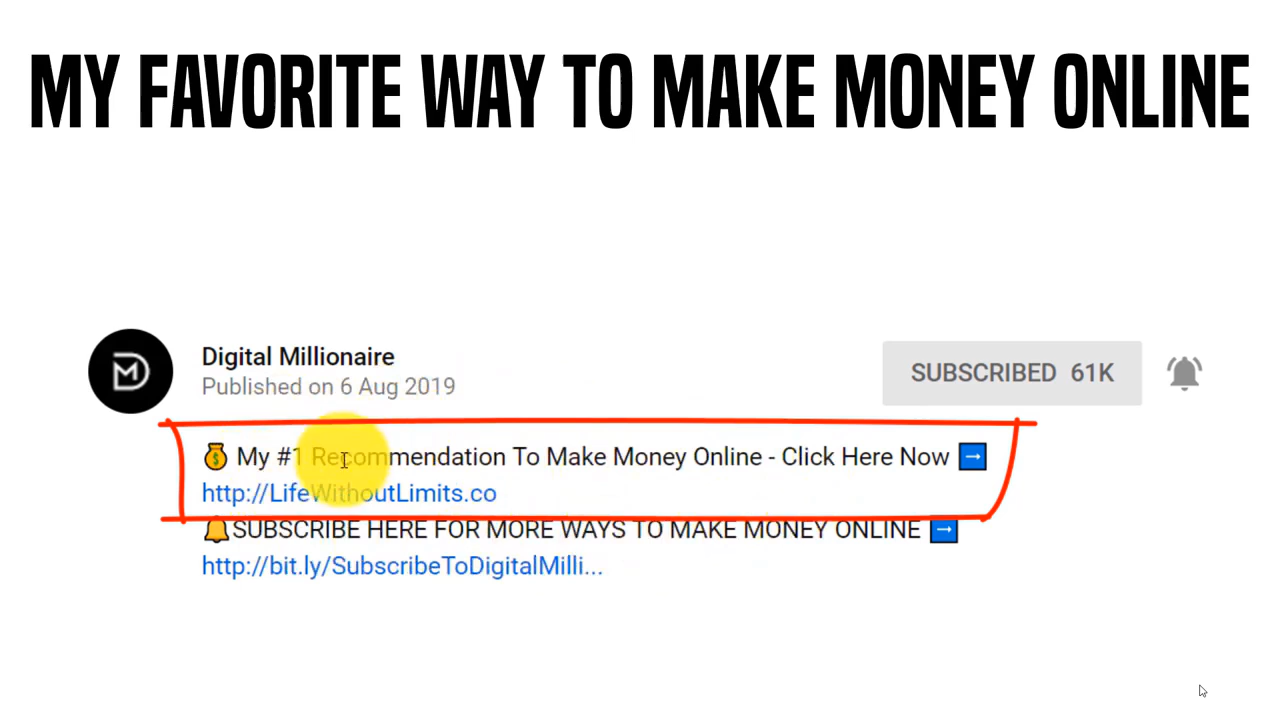 MY FAVORITE WAY TO MAKE MONEY ONLINE
Digital Millionaire
Published on 6 Aug 2019
SUBSCRIBED 61K
💰 My #1 Recommendation To Make Money Online - Click Here Now ➡
http://LifeWithoutLimits.co
🔔SUBSCRIBE HERE FOR MORE WAYS TO MAKE MONEY ONLINE ➡
http://bit.ly/SubscribeToDigitalMilli...